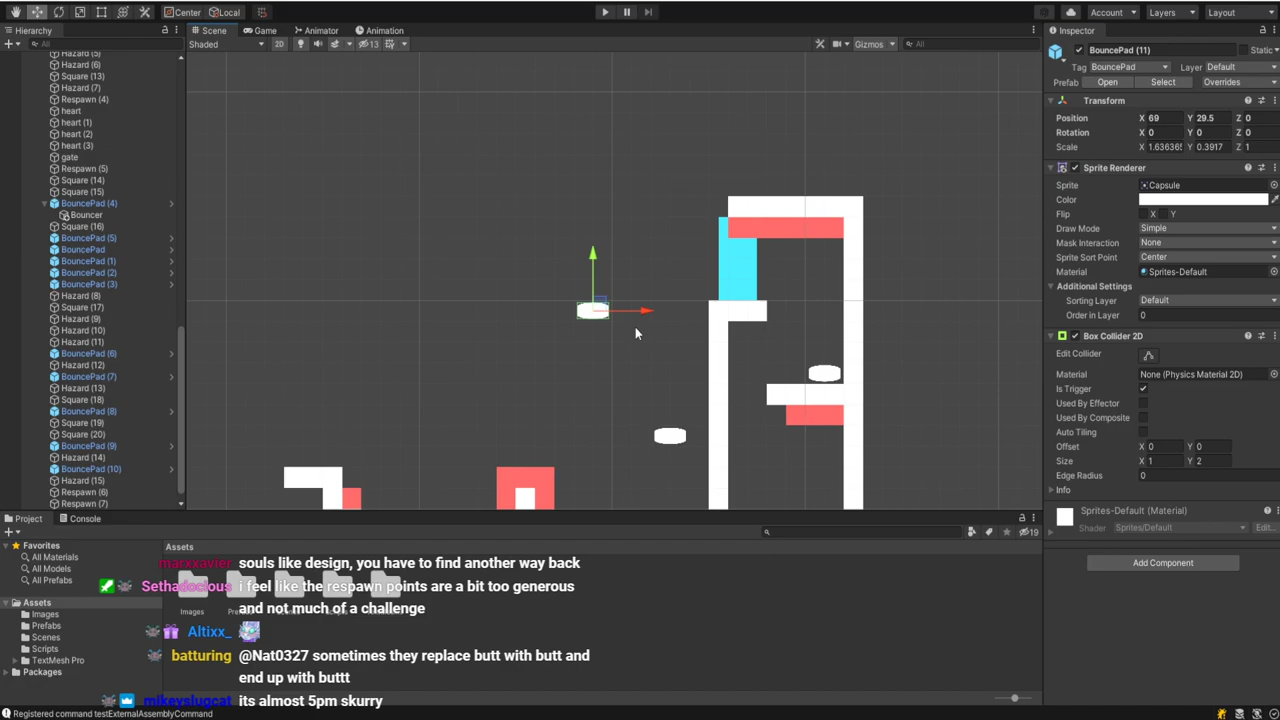 Center
Local
Account
Layers
Layout
Hierarchy
Scene
Game
Animator
Animation
Inspector
All
Shaded
2D
13
Gizmos
All
Hazard (5)
Hazard (6)
Square (13)
Hazard (7)
Respawn (4)
heart
heart (1)
heart (2)
heart (3)
gate
Respawn (5)
Square (14)
Square (15)
BouncePad (4)
Bouncer
Square (16)
BouncePad (5)
BouncePad
BouncePad (1)
BouncePad (2)
BouncePad (3)
Hazard (8)
Square (17)
Hazard (9)
Hazard (10)
Hazard (11)
BouncePad (6)
Hazard (12)
BouncePad (7)
Hazard (13)
Square (18)
BouncePad (8)
Square (19)
Square (20)
BouncePad (9)
Hazard (14)
BouncePad (10)
Hazard (15)
Respawn (6)
Respawn (7)
BouncePad (11)
Static
Tag BouncePad Layer Default
Prefab Open Select Overrides
Transform
Position X 69 Y 29.5 Z 0
Rotation X 0 Y 0 Z 0
Scale X 1.636365 Y 0.3917 Z 1
Sprite Renderer
Sprite Capsule
Color
Flip X Y
Draw Mode Simple
Mask Interaction None
Sprite Sort Point Center
Material Sprites-Default
Additional Settings
Sorting Layer Default
Order in Layer 0
Box Collider 2D
Edit Collider
Material None (Physics Material 2D)
Is Trigger
Used By Effector
Used By Composite
Auto Tiling
Offset X 0 Y 0
Size X 1 Y 2
Edge Radius 0
Info
Sprites-Default (Material)
Shader Sprites/Default Edit...
Add Component
Project
Console
19
Favorites
All Materials
All Models
All Prefabs
Assets
Images
Prefabs
Scenes
Scripts
TextMesh Pro
Packages
Assets
Images
marxxavier souls like design, you have to find another way back
Sethadocious i feel like the respawn points are a bit too generous
and not much of a challenge
Altixx_
batturing @Nat0327 sometimes they replace butt with butt and
end up with buttt
mikeyslugcat its almost 5pm skurry
Registered command testExternalAssemblyCommand